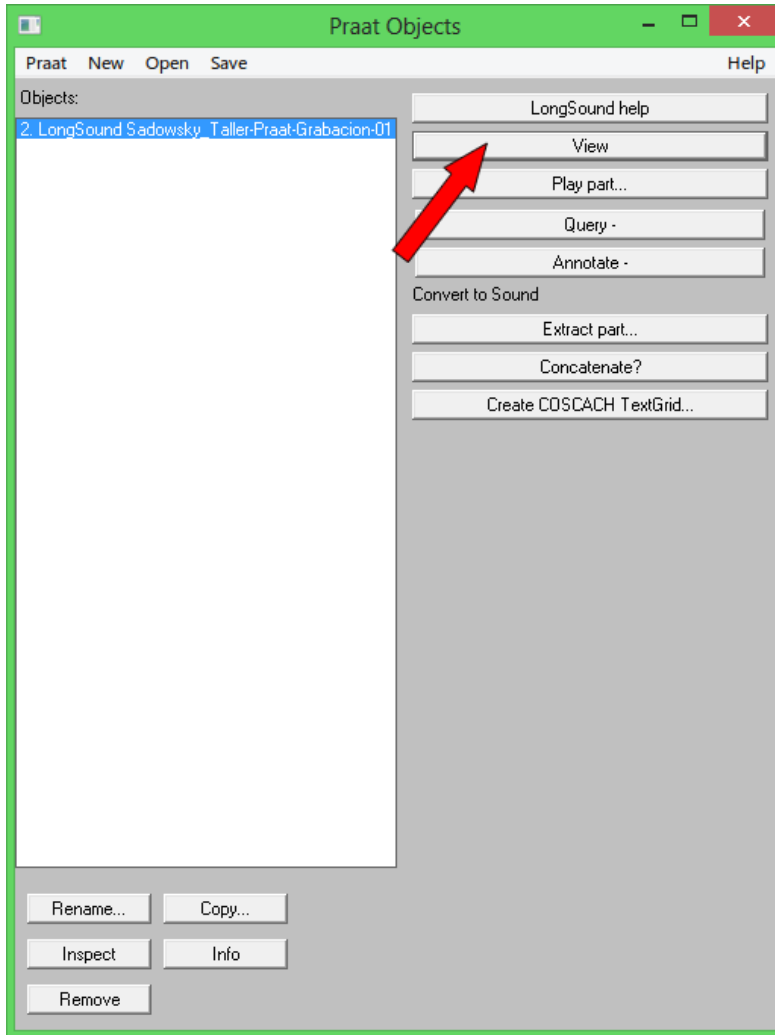 Praat Objects
Praat New Open Save Help
Objects:
2. LongSound Sadowsky_Taller-Praat-Grabacion-01
LongSound help
View
Play part...
Query -
Annotate -
Convert to Sound
Extract part...
Concatenate?
Create COSCACH TextGrid...
Rename... Copy...
Inspect Info
Remove